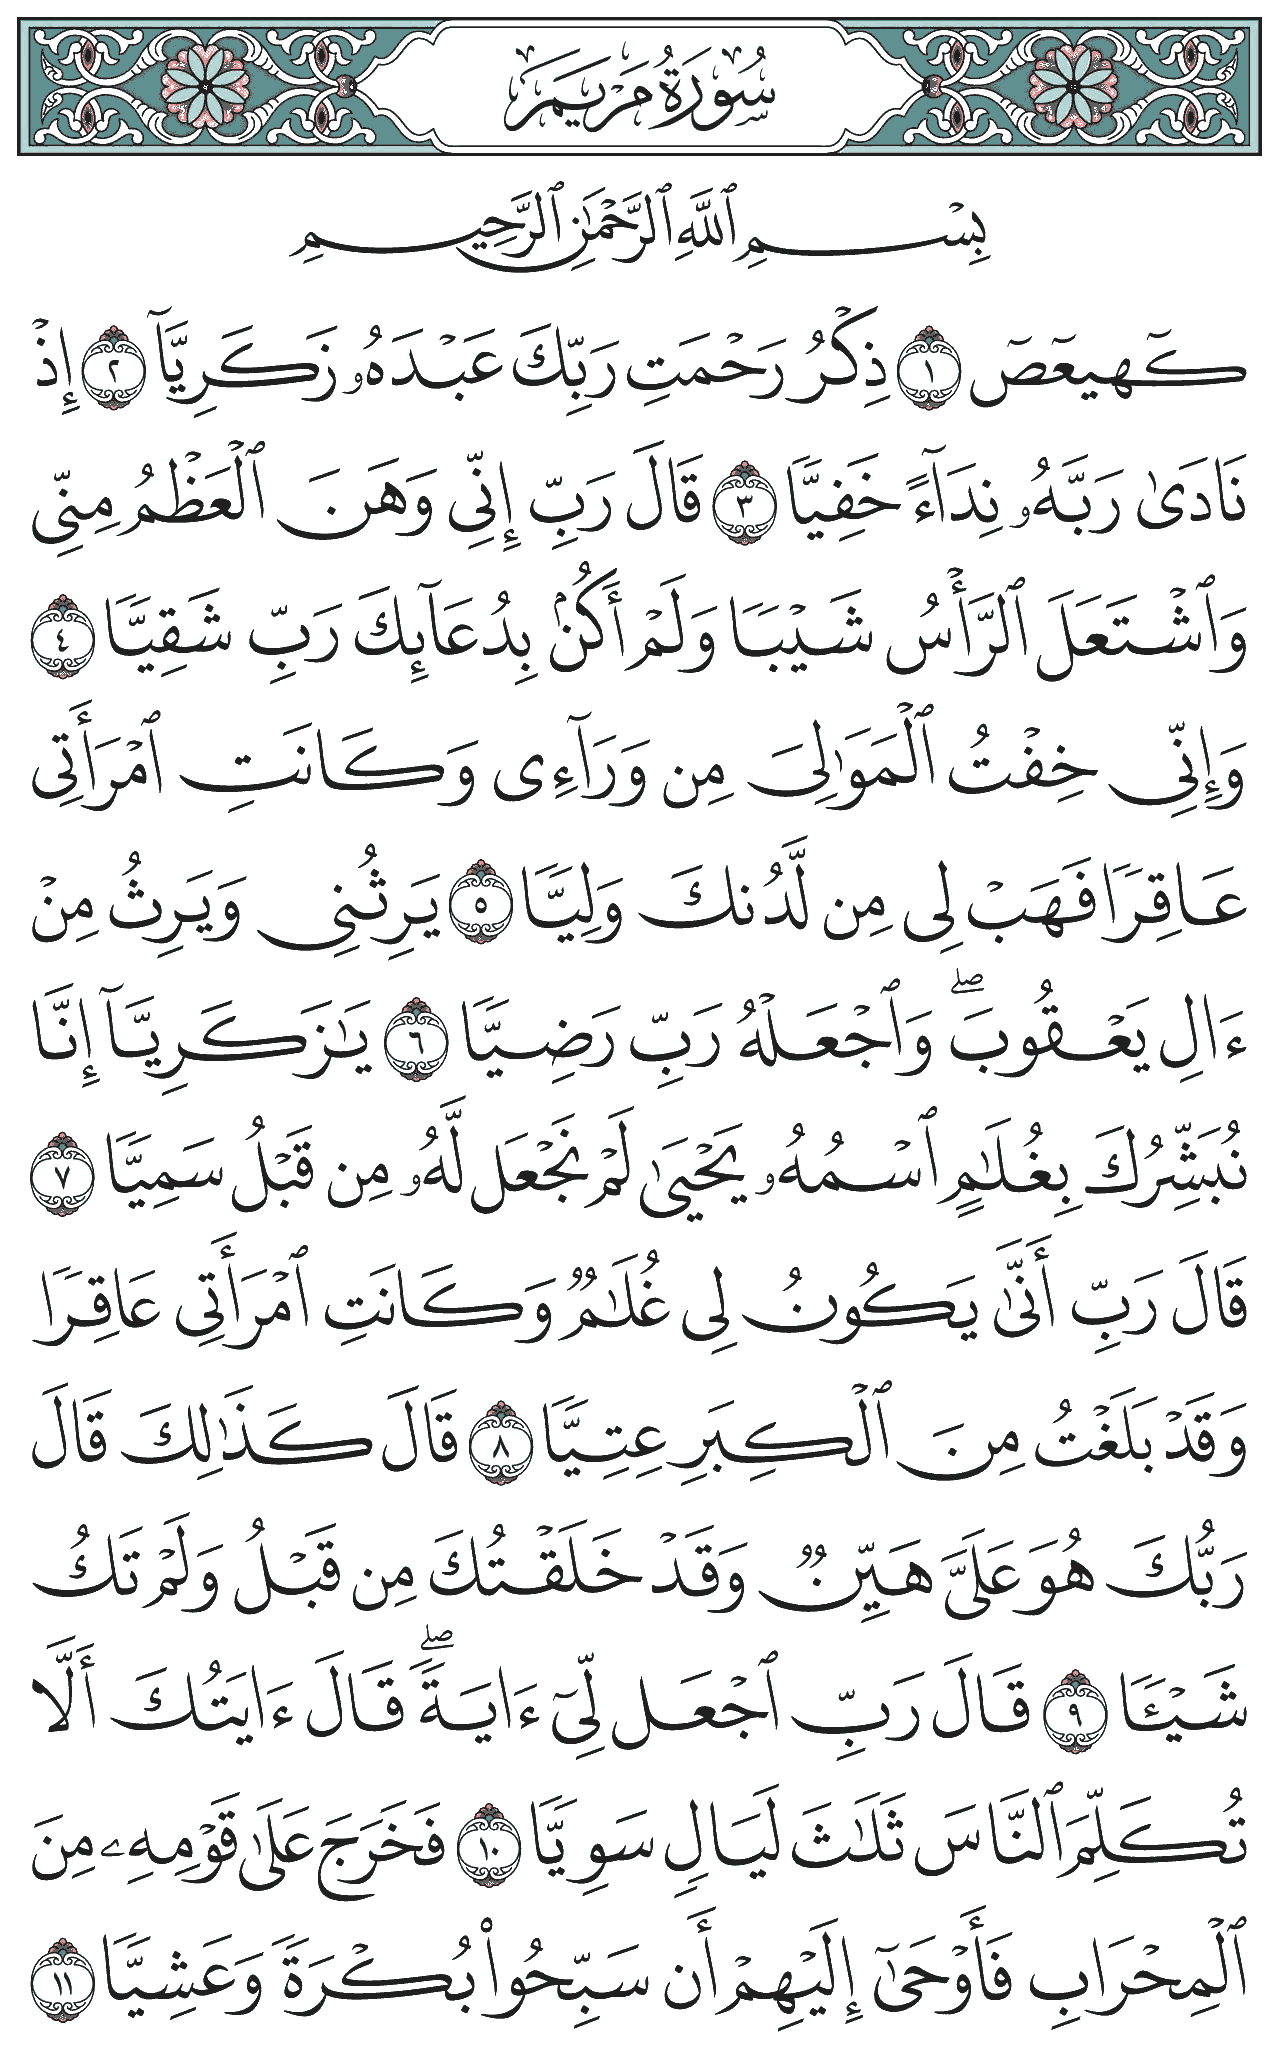 سُورَةُ مَرْيَمَ
بِسْمِ ٱللَّهِ ٱلرَّحْمَٰنِ ٱلرَّحِيمِ
كٓهيعٓصٓ ١ ذِكْرُ رَحْمَتِ رَبِّكَ عَبْدَهُۥ زَكَرِيَّآ ٢ إِذْ
نَادَىٰ رَبَّهُۥ نِدَآءً خَفِيًّا ٣ قَالَ رَبِّ إِنِّى وَهَنَ ٱلْعَظْمُ مِنِّى
وَٱشْتَعَلَ ٱلرَّأْسُ شَيْبًا وَلَمْ أَكُنۢ بِدُعَآئِكَ رَبِّ شَقِيًّا ٤
وَإِنِّى خِفْتُ ٱلْمَوَٰلِىَ مِن وَرَآءِى وَكَانَتِ ٱمْرَأَتِى
عَاقِرًا فَهَبْ لِى مِن لَّدُنكَ وَلِيًّا ٥ يَرِثُنِى وَيَرِثُ مِنْ
ءَالِ يَعْقُوبَۖ وَٱجْعَلْهُ رَبِّ رَضِيًّا ٦ يَٰزَكَرِيَّآ إِنَّا
نُبَشِّرُكَ بِغُلَٰمٍ ٱسْمُهُۥ يَحْيَىٰ لَمْ نَجْعَل لَّهُۥ مِن قَبْلُ سَمِيًّا ٧
قَالَ رَبِّ أَنَّىٰ يَكُونُ لِى غُلَٰمٌ وَكَانَتِ ٱمْرَأَتِى عَاقِرًا
وَقَدْ بَلَغْتُ مِنَ ٱلْكِبَرِ عِتِيًّا ٨ قَالَ كَذَٰلِكَ قَالَ
رَبُّكَ هُوَ عَلَىَّ هَيِّنٌ وَقَدْ خَلَقْتُكَ مِن قَبْلُ وَلَمْ تَكُ
شَيْـًٔا ٩ قَالَ رَبِّ ٱجْعَل لِّىٓ ءَايَةًۖ قَالَ ءَايَتُكَ أَلَّا
تُكَلِّمَ ٱلنَّاسَ ثَلَٰثَ لَيَالٍ سَوِيًّا ١٠ فَخَرَجَ عَلَىٰ قَوْمِهِۦ مِنَ
ٱلْمِحْرَابِ فَأَوْحَىٰٓ إِلَيْهِمْ أَن سَبِّحُوا۟ بُكْرَةً وَعَشِيًّا ١١